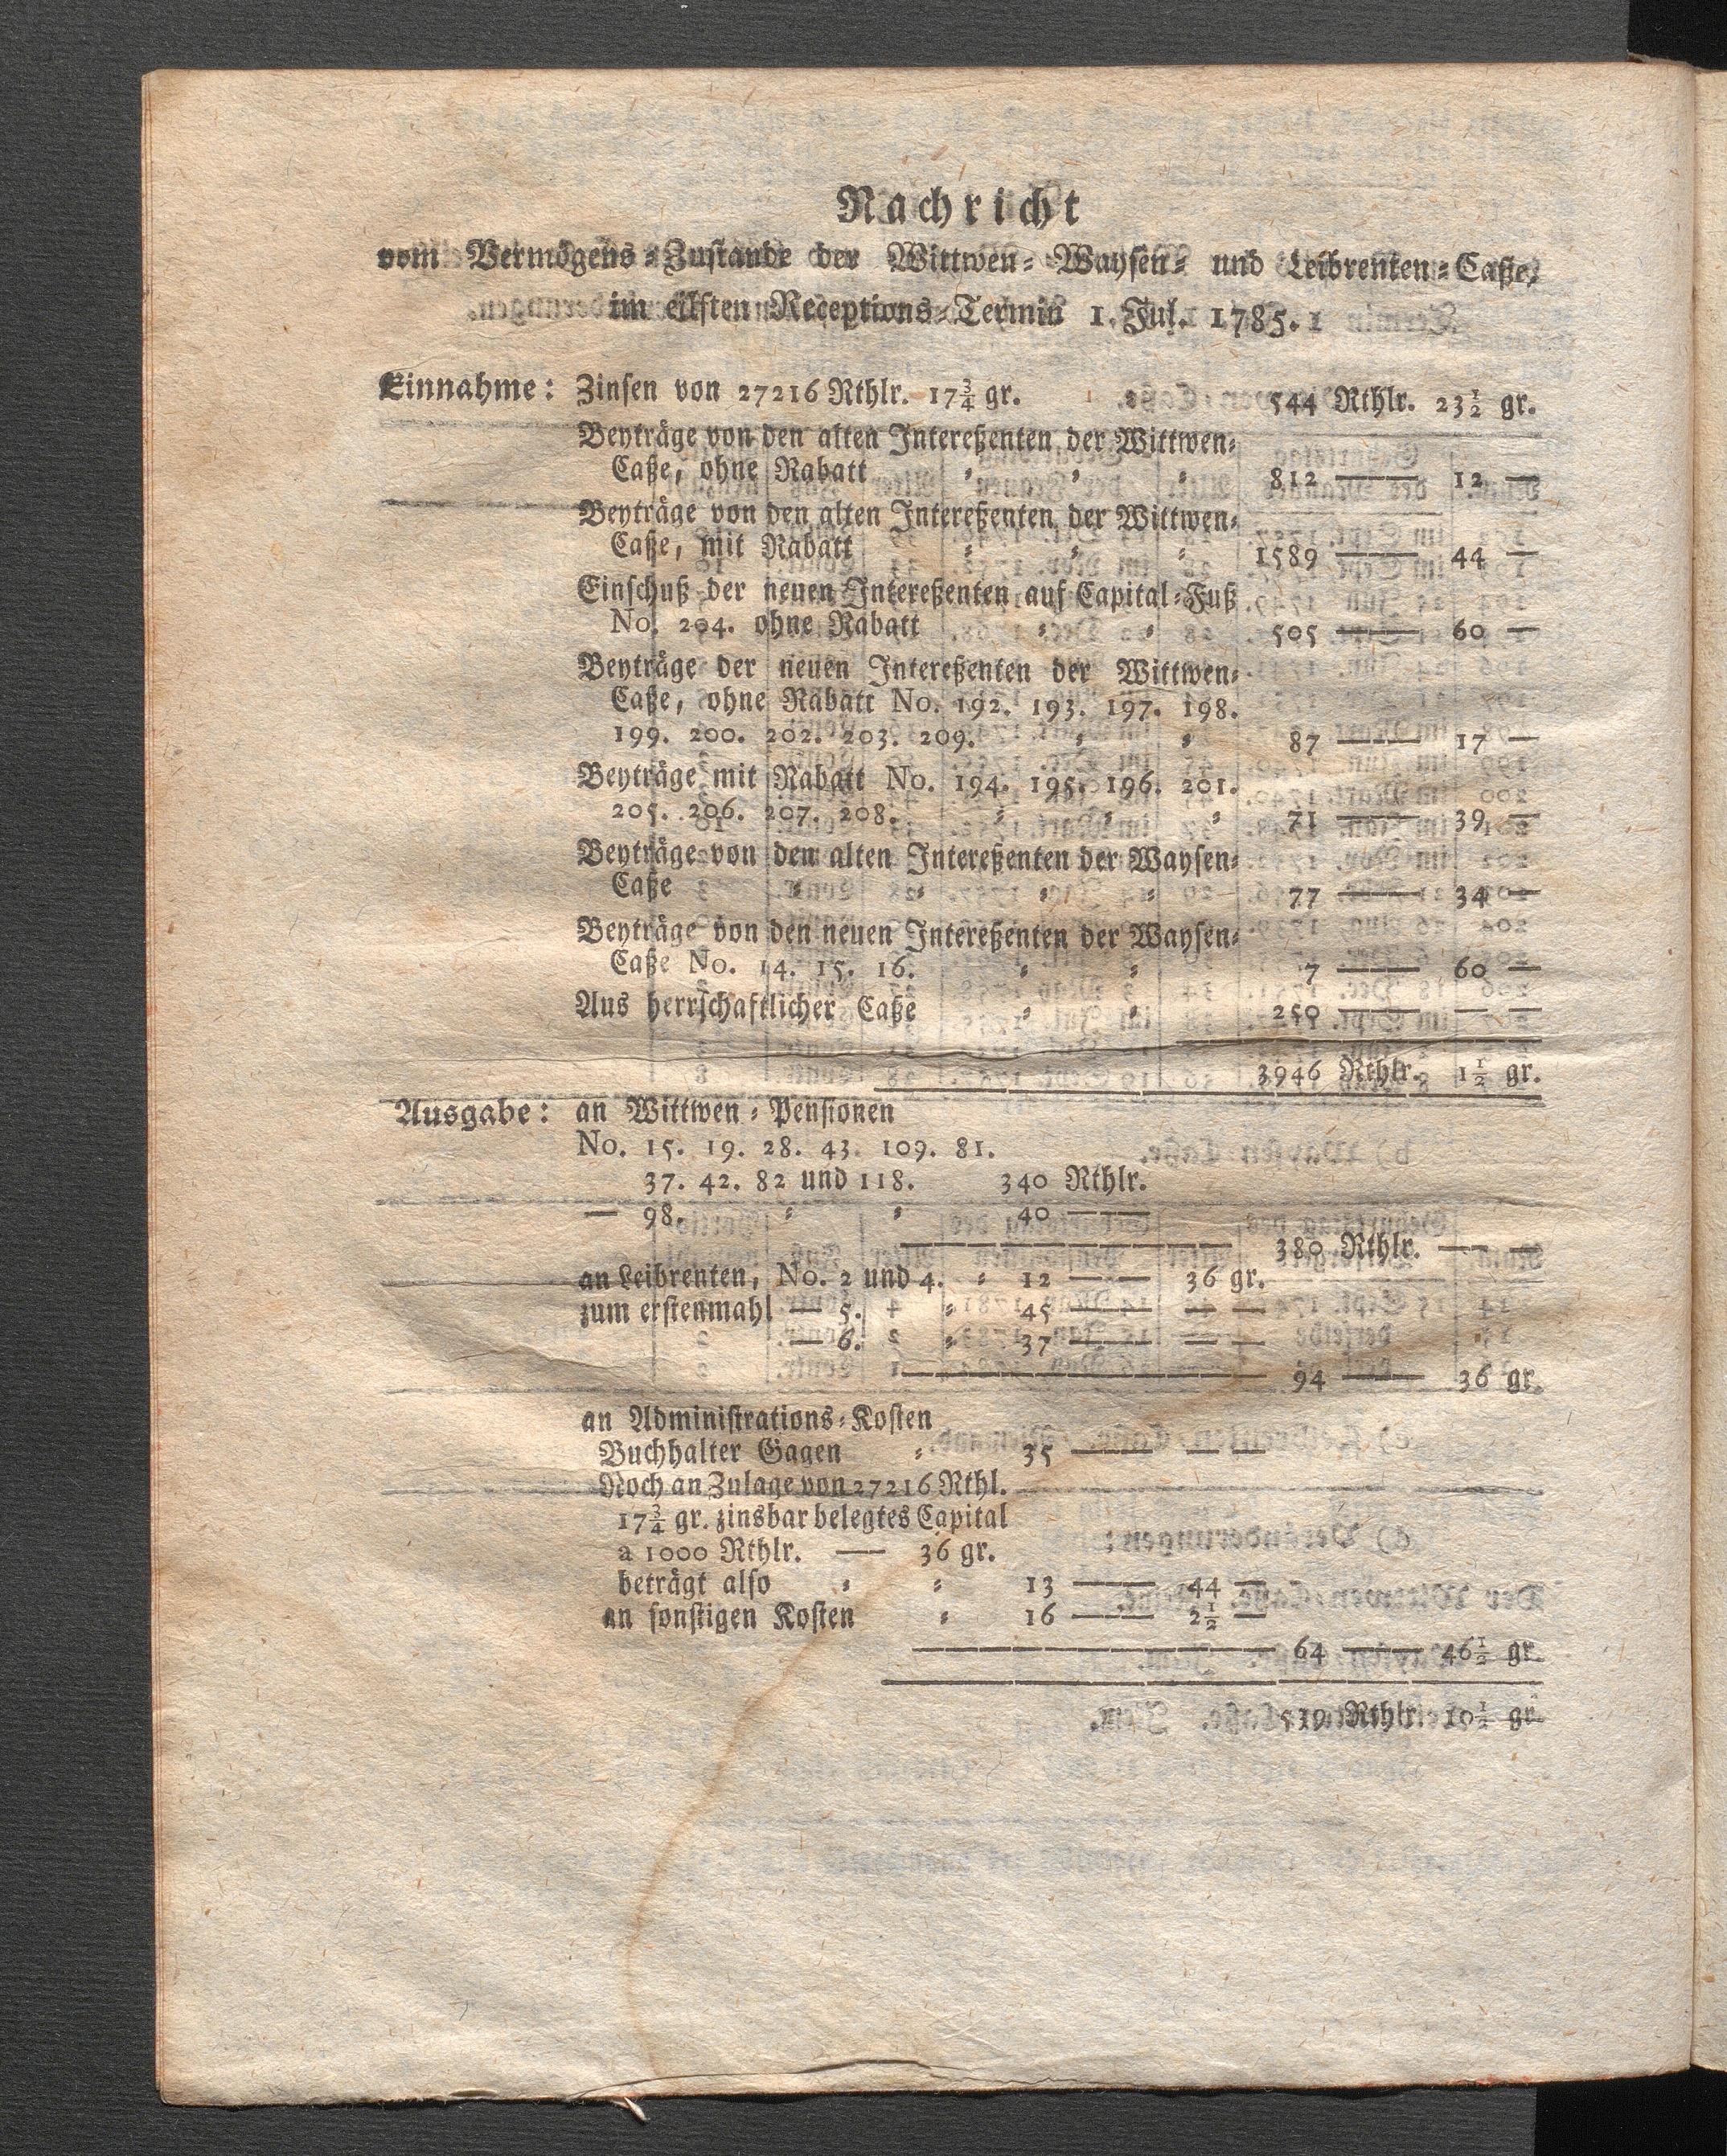 Nachricht
vom Vermögens-Zustande der Wittwen- Waysen- und Leibrenten-Caße,
im eilften Receptions-Termin 1. Jul. 1785.
Einnahme: Zinsen von 27216 Rthlr. 17¾ gr. 544 Rthlr. 23½ gr.
Beyträge von den alten Intereßenten der Wittwen-
Caße, ohne Rabatt = = = 812 —— 12 —
Beyträge von den alten Intereßenten der Wittwen-
Caße, mit Rabatt = = = 1589 —— 44 —
Einschuß der neuen Intereßenten auf Capital-Fuß
No. 204. ohne Rabatt = = 505 —— 60 —
Beyträge der neuen Intereßenten der Wittwen-
Caße, ohne Rabatt No. 192. 193. 197. 198.
199. 200. 202. 203. 209. = = 87 —— 17 —
Beyträge mit Rabatt No. 194. 195. 196. 201.
205. 206. 207. 208. = = = 71 —— 39 —
Beyträge von den alten Intereßenten der Waysen-
Caße = = = = 77 —— 34 —
Beyträge von den neuen Intereßenten der Waysen-
Caße No. 14. 15. 16. = = 7 —— 60 —
Aus herrschaftlicher Caße = = 250 —— — —
3946 Rthlr. 1½ gr.
Ausgabe: an Wittwen-Pensionen
No. 15. 19. 28. 43. 109. 81.
37. 42. 82 und 118. 340 Rthlr.
— 98. = = 40 ——
380 Rthlr. — —
an Leibrenten, No. 2 und 4. = 12 —— 36 gr.
zum erstenmahl — 5. = 45 —— — —
— 6. = 37 —— — —
94 —— 36 gr.
an Administrations-Kosten
Buchhalter Gagen = 35 —— — —
Noch an Zulage von 27216 Rthl.
17¾ gr. zinsbar belegtes Capital
a 1000 Rthlr. — 36 gr.
beträgt also = = 13 —— 44 —
an sonstigen Kosten = 16 —— 2½ —
64 —— 46½ gr.
539 Rthlr. 10½ gr.